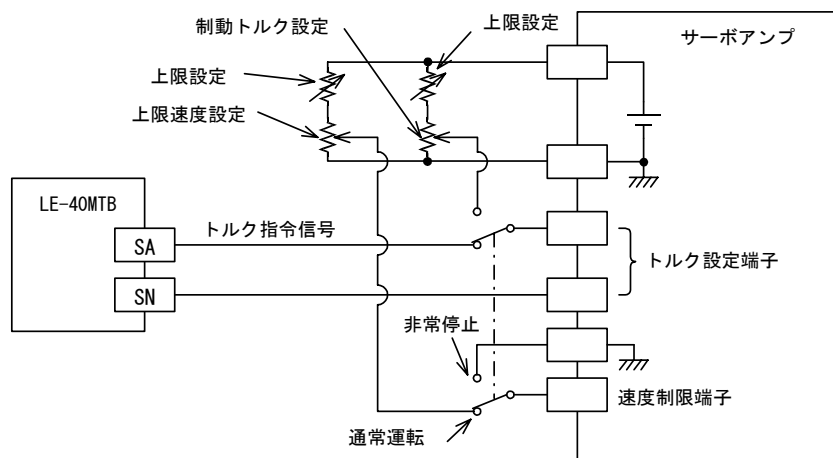 制動トルク設定
上限設定
サーボアンプ
上限設定
上限速度設定
LE-40MTB
SA
トルク指令信号
トルク設定端子
SN
非常停止
速度制限端子
通常運転